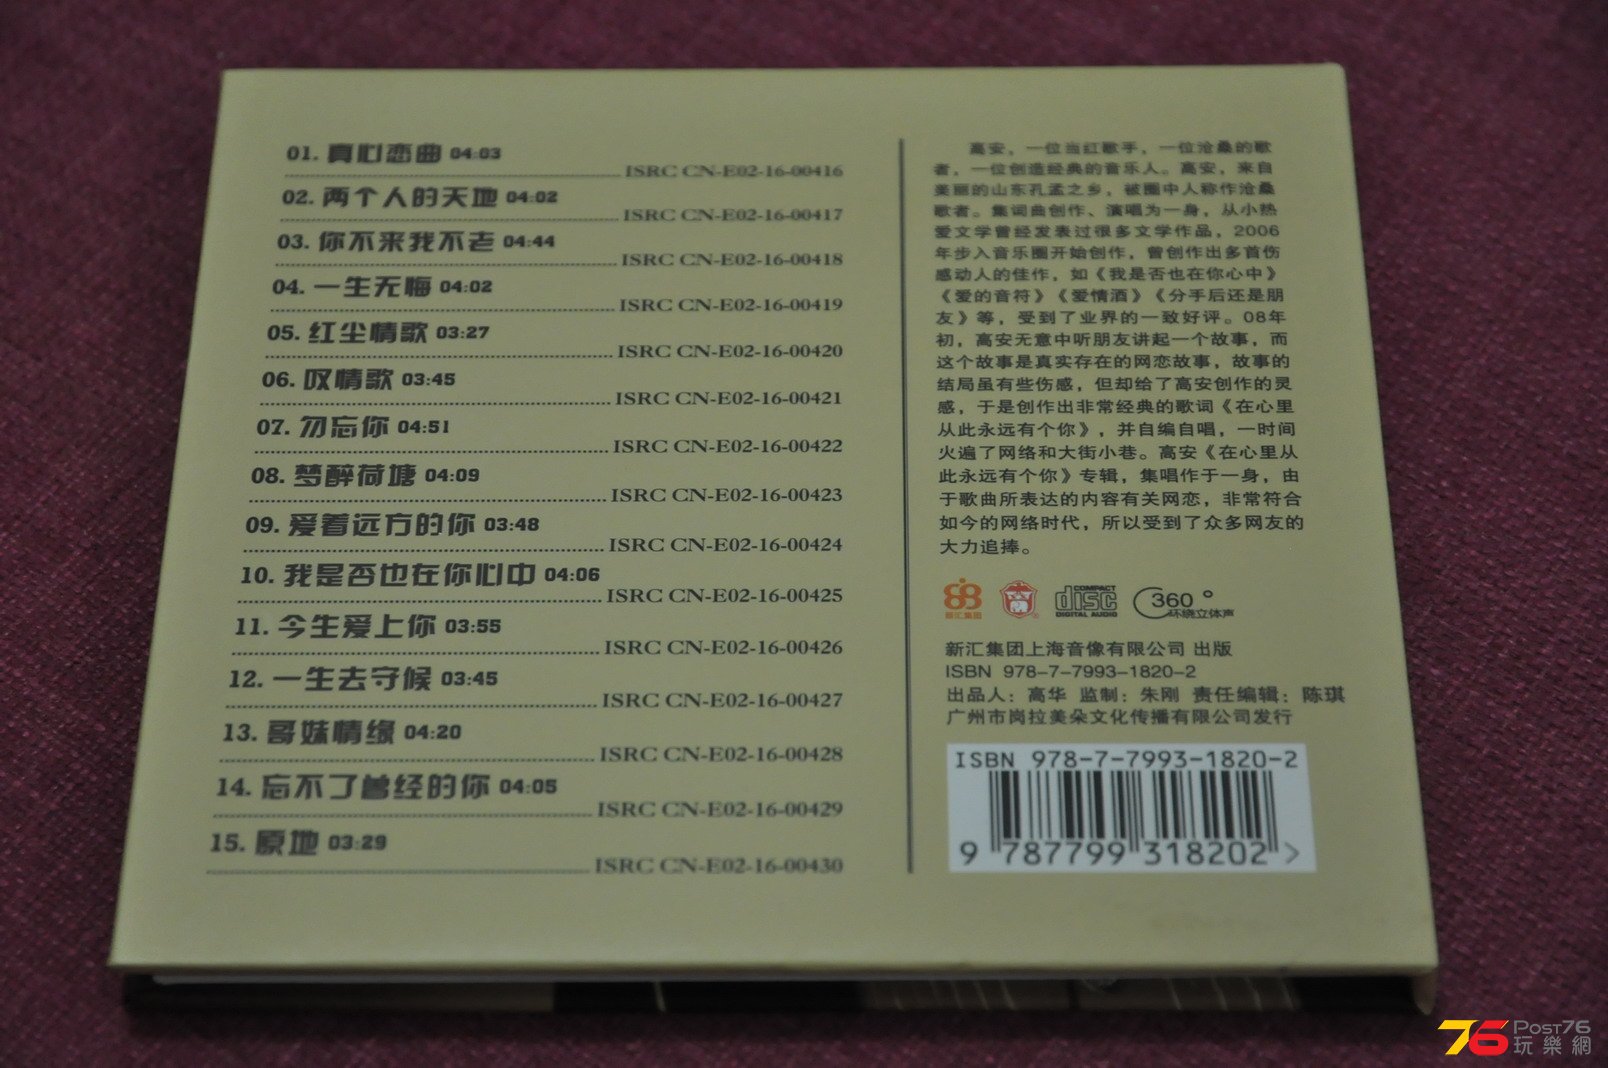 01. 真心恋曲 04:03
ISRC CN-E02-16-00416
02. 两个人的天地 04:02
ISRC CN-E02-16-00417
03. 你不来我不老 04:44
ISRC CN-E02-16-00418
04. 一生无悔 04:02
ISRC CN-E02-16-00419
05. 红尘情歌 03:27
ISRC CN-E02-16-00420
06. 叹情歌 03:45
ISRC CN-E02-16-00421
07. 勿忘你 04:51
ISRC CN-E02-16-00422
08. 梦醉荷塘 04:09
ISRC CN-E02-16-00423
09. 爱着远方的你 03:48
ISRC CN-E02-16-00424
10. 我是否也在你心中 04:06
ISRC CN-E02-16-00425
11. 今生爱上你 03:55
ISRC CN-E02-16-00426
12. 一生去守候 03:45
ISRC CN-E02-16-00427
13. 哥妹情缘 04:20
ISRC CN-E02-16-00428
14. 忘不了曾经的你 04:05
ISRC CN-E02-16-00429
15. 原地 03:29
ISRC CN-E02-16-00430
高安，一位当红歌手，一位沧桑的歌
者，一位创造经典的音乐人。高安，来自
美丽的山东孔孟之乡，被圈中人称作沧桑
歌者。集词曲创作、演唱为一身，从小热
爱文学曾经发表过很多文学作品，2006
年步入音乐圈开始创作，曾创作出多首伤
感动人的佳作，如《我是否也在你心中》
《爱的音符》《爱情酒》《分手后还是朋
友》等，受到了业界的一致好评。08年
初，高安无意中听朋友讲起一个故事，而
这个故事是真实存在的网恋故事，故事的
结局虽有些伤感，但却给了高安创作的灵
感，于是创作出非常经典的歌词《在心里
从此永远有个你》，并自编自唱，一时间
火遍了网络和大街小巷。高安《在心里从
此永远有个你》专辑，集唱作于一身，由
于歌曲所表达的内容有关网恋，非常符合
如今的网络时代，所以受到了众多网友的
大力追捧。
新汇集团
COMPACT
disc
DIGITAL AUDIO
360°
环绕立体声
新汇集团上海音像有限公司 出版
ISBN 978-7-7993-1820-2
出品人：高华 监制：朱刚 责任编辑：陈琪
广州市岗拉美朵文化传播有限公司发行
ISBN 978-7-7993-1820-2
9 787799 318202 >
76 POST76
玩樂網